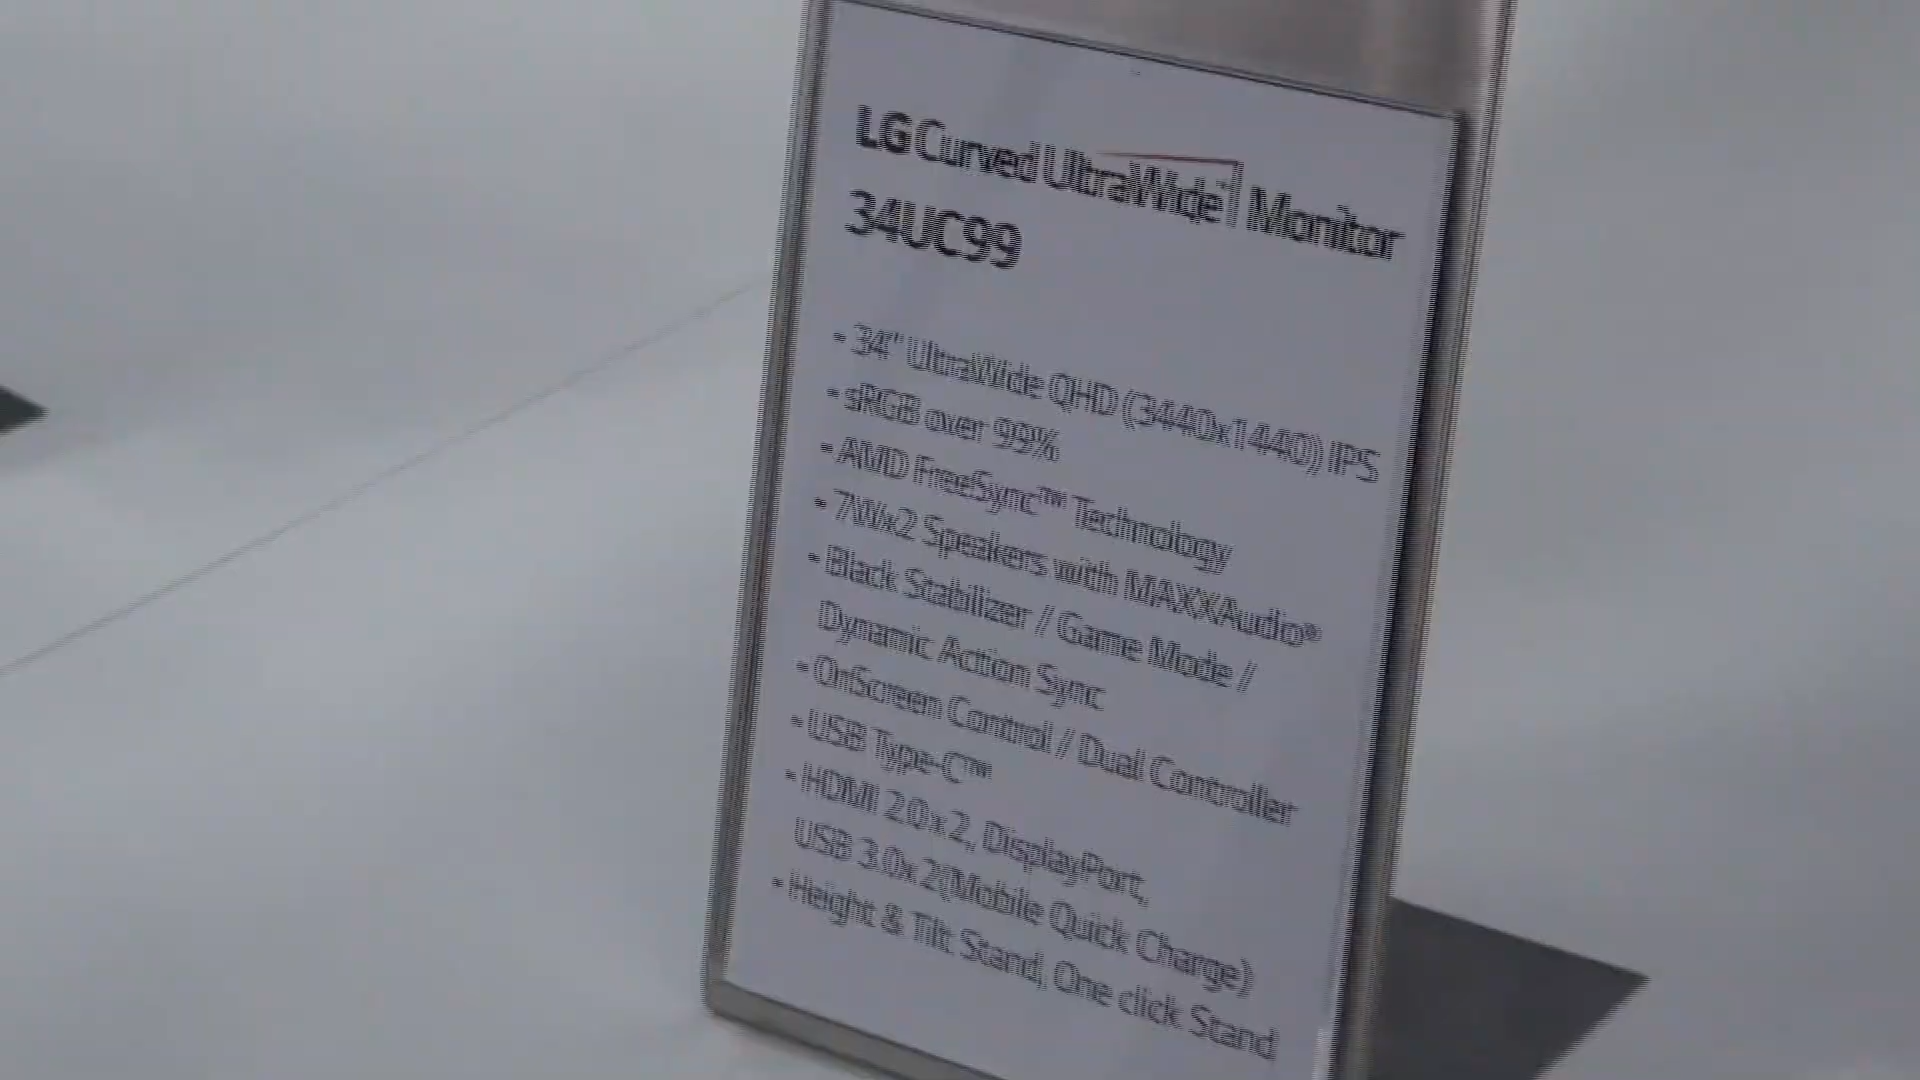 LG Curved UltraWide™ Monitor
34UC99
• 34" UltraWide QHD (3440x1440) IPS
• sRGB over 99%
• AMD FreeSync™ Technology
• 7Wx2 Speakers with MAXXAudio®
• Black Stabilizer / Game Mode /
Dynamic Action Sync
• OnScreen Control / Dual Controller
• USB Type-C™
• HDMI 2.0 x 2, DisplayPort,
USB 3.0x 2(Mobile Quick Charge)
• Height & Tilt Stand, One click Stand